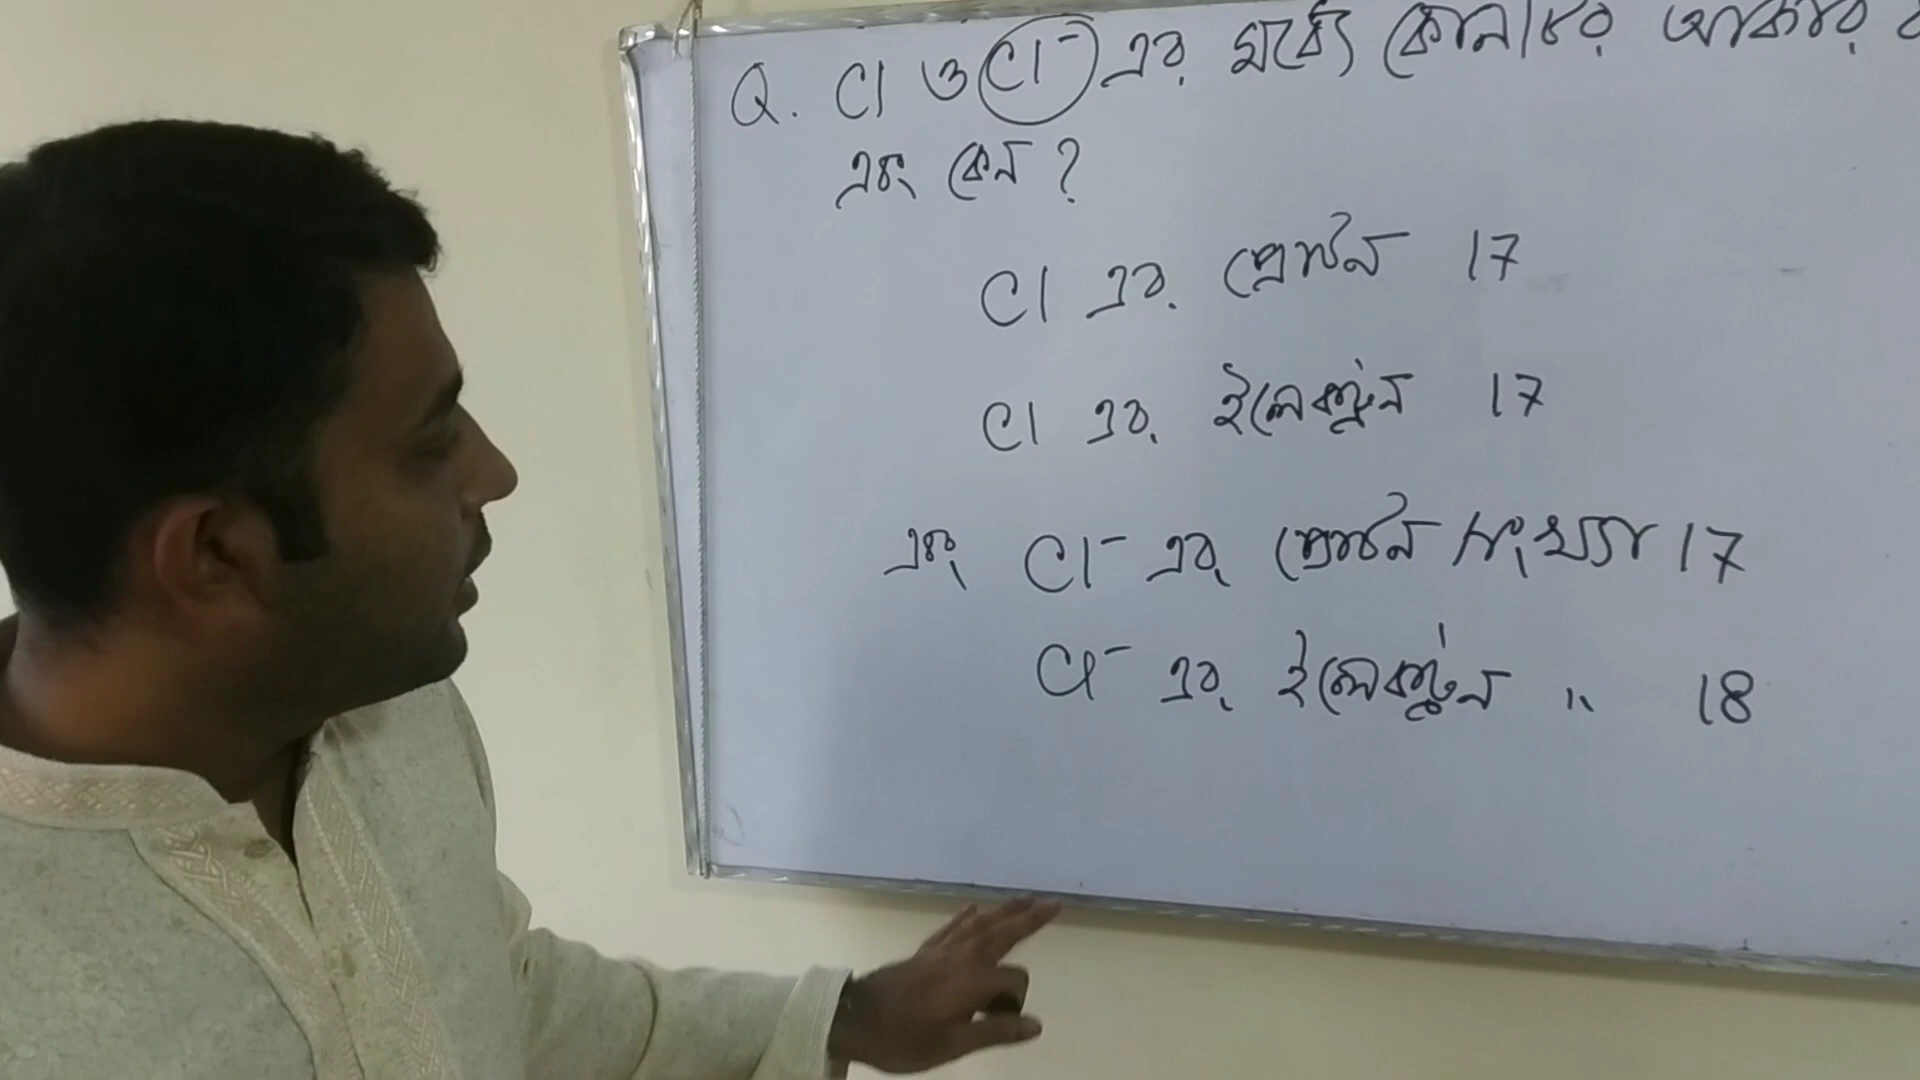 Q. Cl ও Cl⁻ এর মধ্যে কোনটির আকার
এবং কেন ?
Cl এর প্রোটন 17
Cl এর ইলেকট্রন 17
এবং Cl⁻ এর প্রোটন সংখ্যা 17
Cl⁻ এর ইলেকট্রন " 18